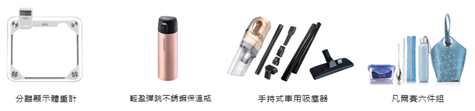 分離顯示體重計
輕盈彈跳不銹鋼保溫瓶
手持式車用吸塵器
凡爾賽六件組